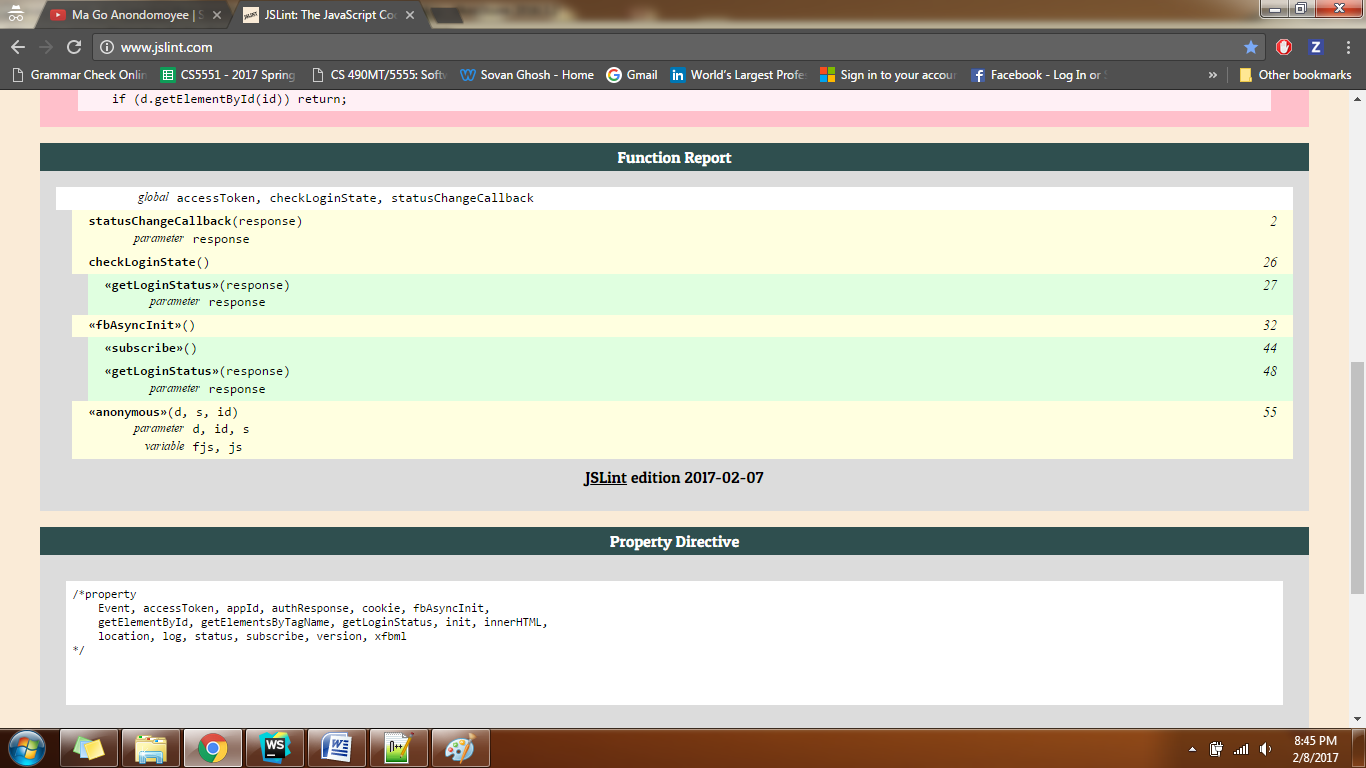 Ma Go Anondomoyee | S
JSLint: The JavaScript Co
www.jslint.com
Grammar Check Onlin
CS5551 - 2017 Spring
CS 490MT/5555: Softw
Sovan Ghosh - Home
Gmail
in World's Largest Profe
Sign in to your accou
f Facebook - Log In or S
»
Other bookmarks
if (d.getElementById(id)) return;
Function Report
global accessToken, checkLoginState, statusChangeCallback
statusChangeCallback(response) 2
parameter response
checkLoginState() 26
«getLoginStatus»(response) 27
parameter response
«fbAsyncInit»() 32
«subscribe»() 44
«getLoginStatus»(response) 48
parameter response
«anonymous»(d, s, id) 55
parameter d, id, s
variable fjs, js
JSLint edition 2017-02-07
Property Directive
/*property
Event, accessToken, appId, authResponse, cookie, fbAsyncInit,
getElementById, getElementsByTagName, getLoginStatus, init, innerHTML,
location, log, status, subscribe, version, xfbml
*/
8:45 PM
2/8/2017